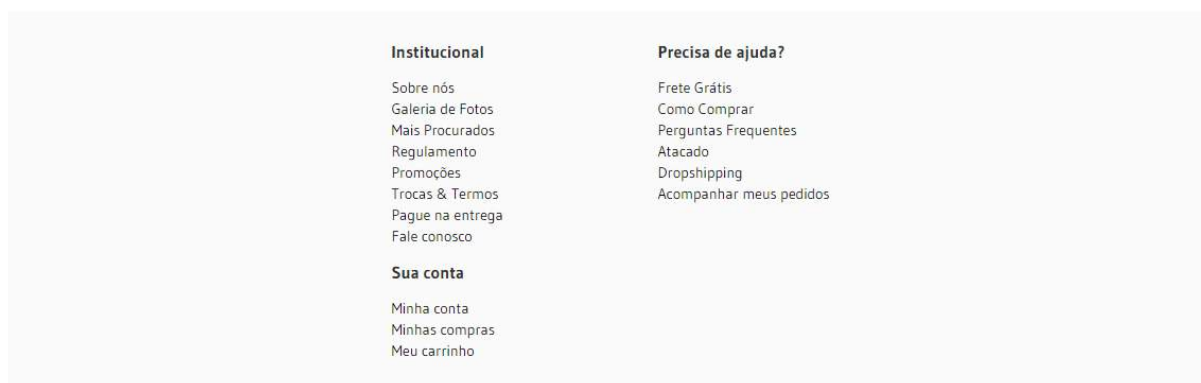 Institucional
Sobre nós
Galeria de Fotos
Mais Procurados
Regulamento
Promoções
Trocas & Termos
Pague na entrega
Fale conosco
Sua conta
Minha conta
Minhas compras
Meu carrinho
Precisa de ajuda?
Frete Grátis
Como Comprar
Perguntas Frequentes
Atacado
Dropshipping
Acompanhar meus pedidos